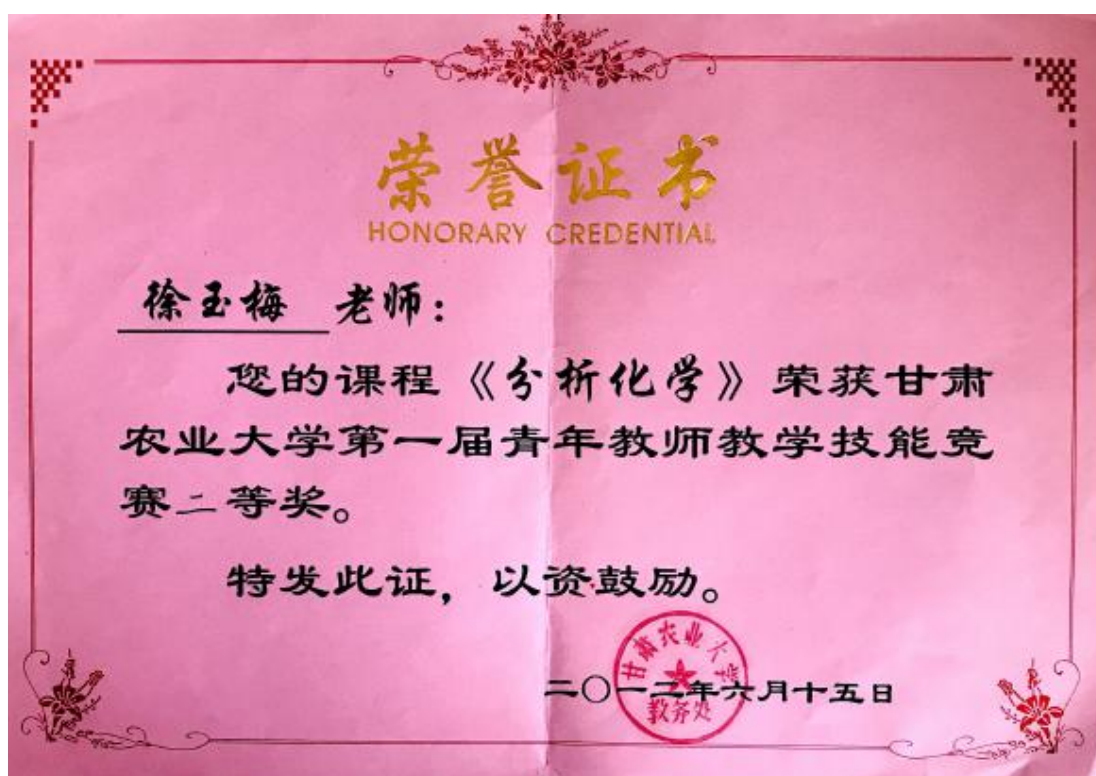 荣誉证书
HONORARY CREDENTIAL
徐玉梅 老师：
您的课程《分析化学》荣获甘肃
农业大学第一届青年教师教学技能竞
赛二等奖。
特发此证，以资鼓励。
甘肃农业大学
教务处
二〇一二年六月十五日